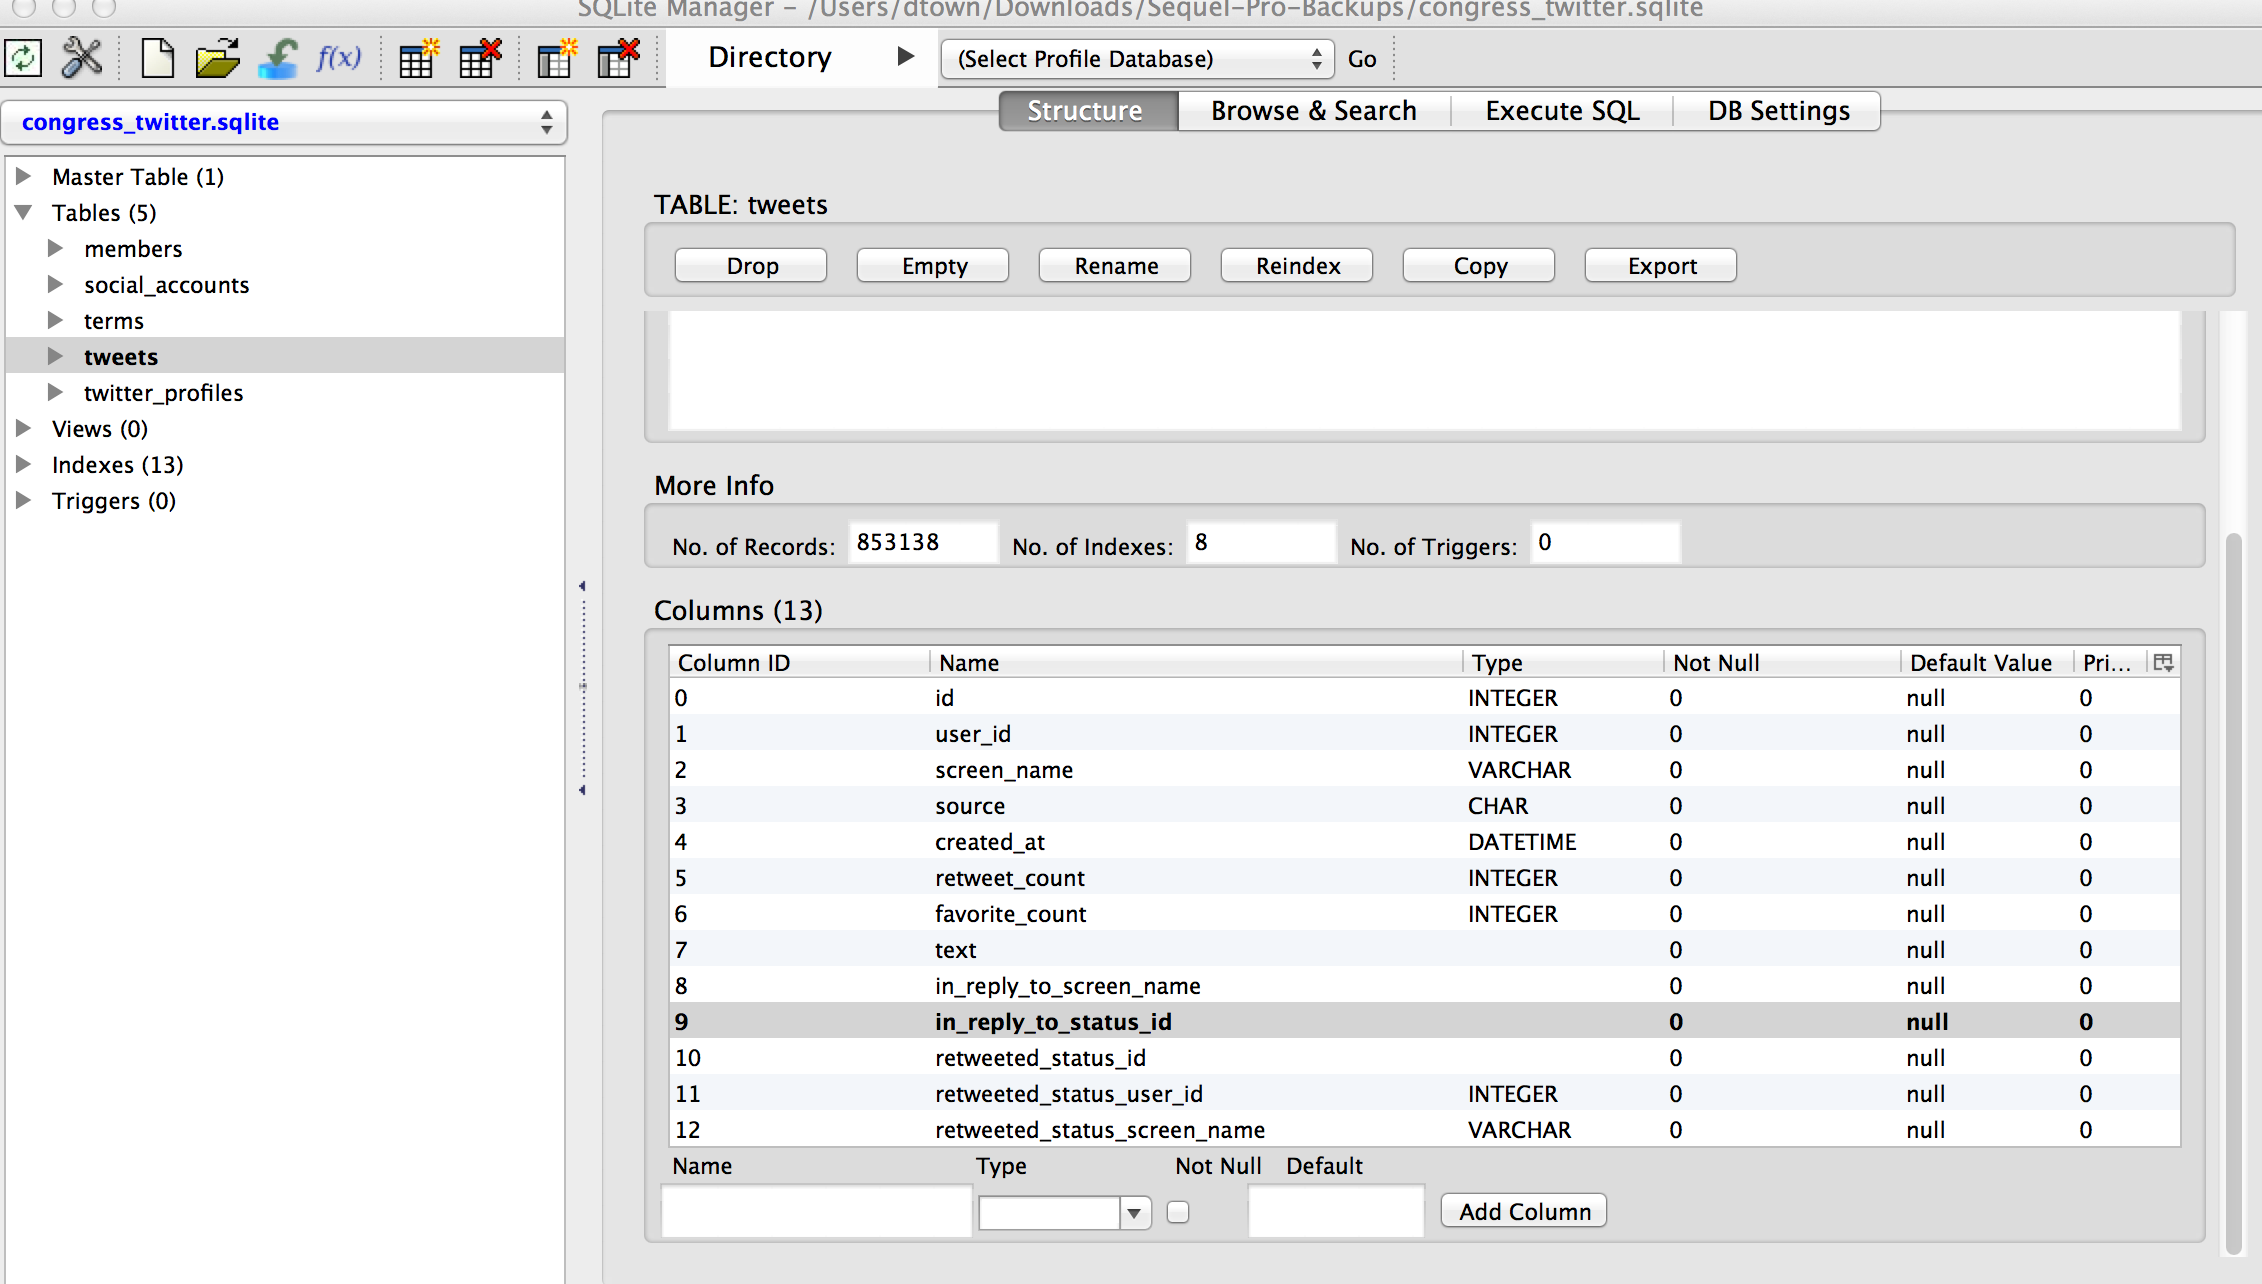 SQLite Manager - /Users/dtown/Downloads/Sequel-Pro-Backups/congress_twitter.sqlite
f(x) Directory (Select Profile Database) Go
congress_twitter.sqlite
Structure Browse & Search Execute SQL DB Settings
Master Table (1)
Tables (5)
members
social_accounts
terms
tweets
twitter_profiles
Views (0)
Indexes (13)
Triggers (0)
TABLE: tweets
Drop Empty Rename Reindex Copy Export
More Info
No. of Records: 853138 No. of Indexes: 8 No. of Triggers: 0
Columns (13)
Column ID Name Type Not Null Default Value Pri...
0 id INTEGER 0 null 0
1 user_id INTEGER 0 null 0
2 screen_name VARCHAR 0 null 0
3 source CHAR 0 null 0
4 created_at DATETIME 0 null 0
5 retweet_count INTEGER 0 null 0
6 favorite_count INTEGER 0 null 0
7 text 0 null 0
8 in_reply_to_screen_name 0 null 0
9 in_reply_to_status_id 0 null 0
10 retweeted_status_id 0 null 0
11 retweeted_status_user_id INTEGER 0 null 0
12 retweeted_status_screen_name VARCHAR 0 null 0
Name Type Not Null Default
Add Column